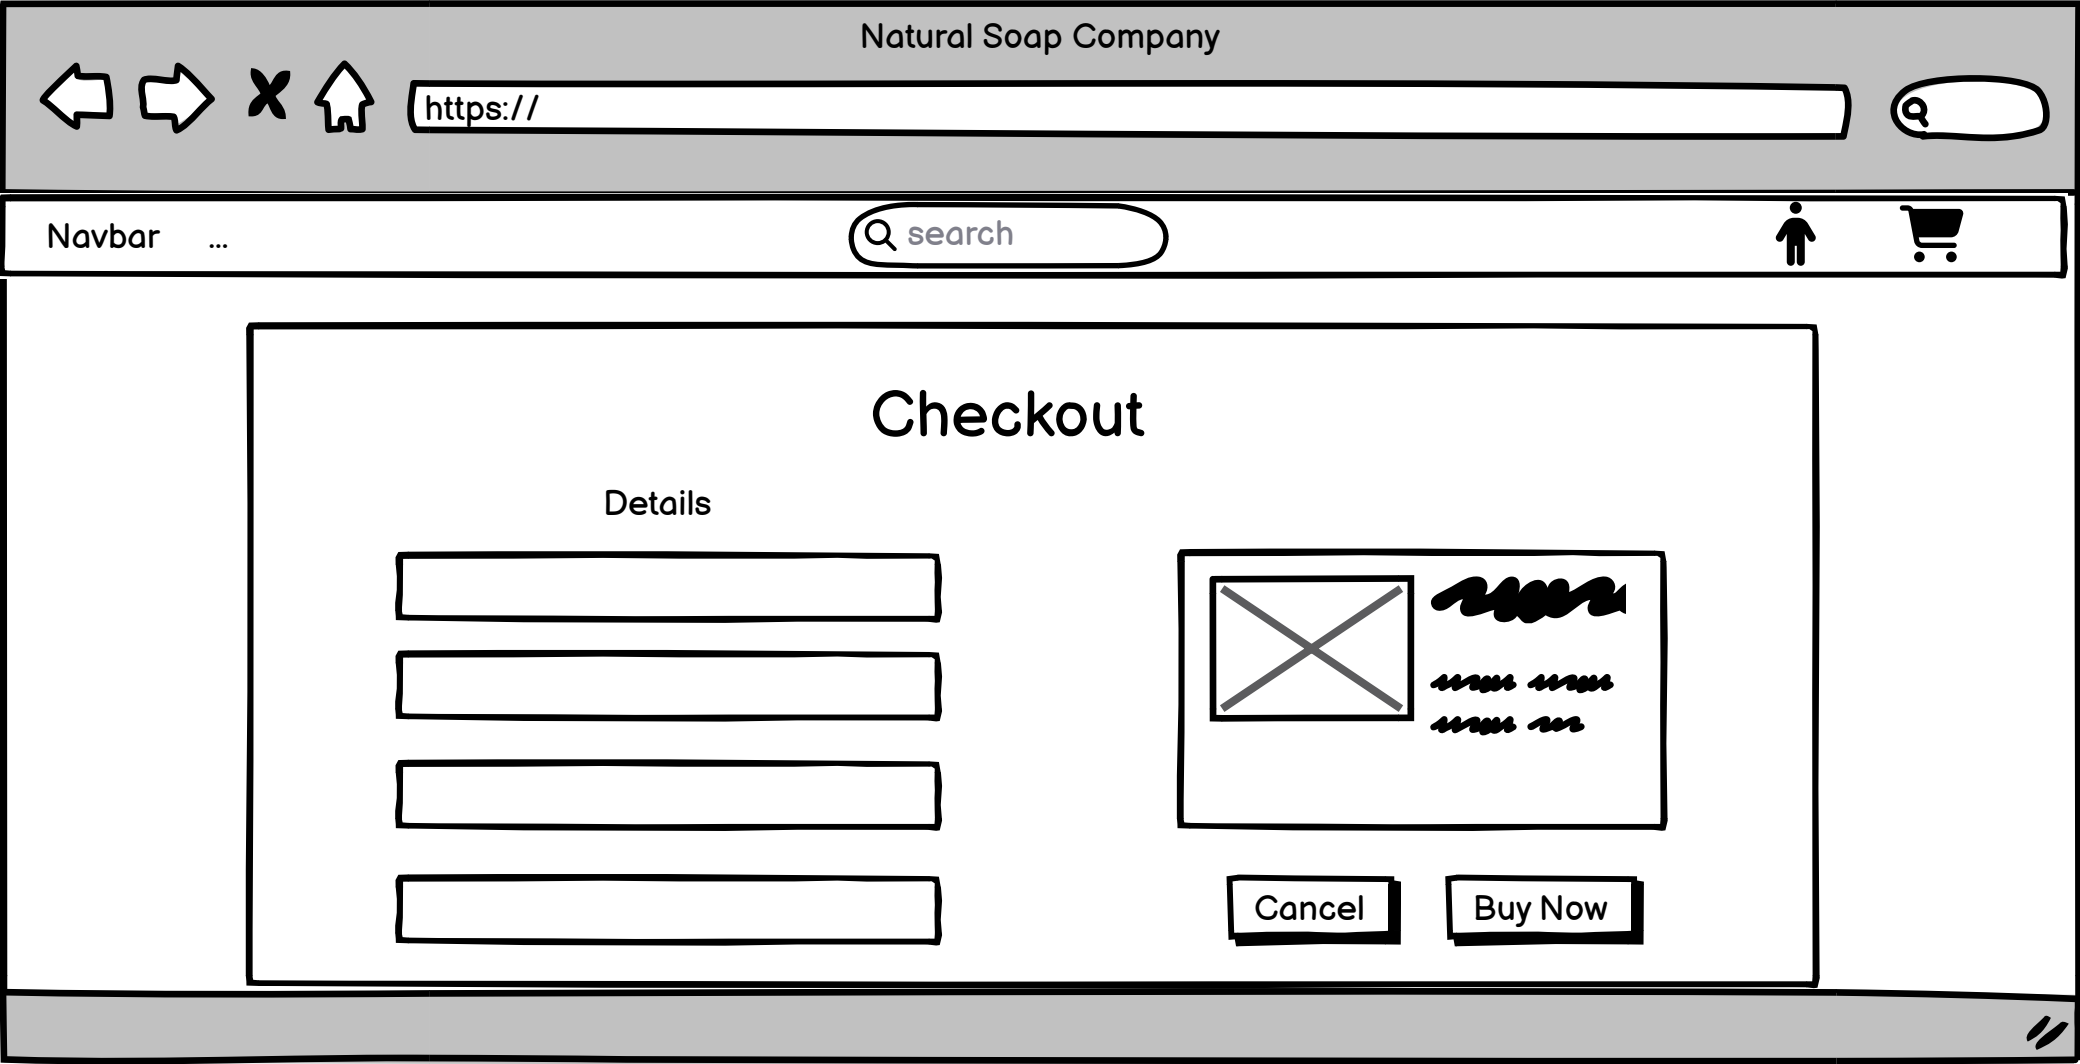 Natural Soap Company
https://
Navbar ... search
Checkout
Details
Cancel Buy Now